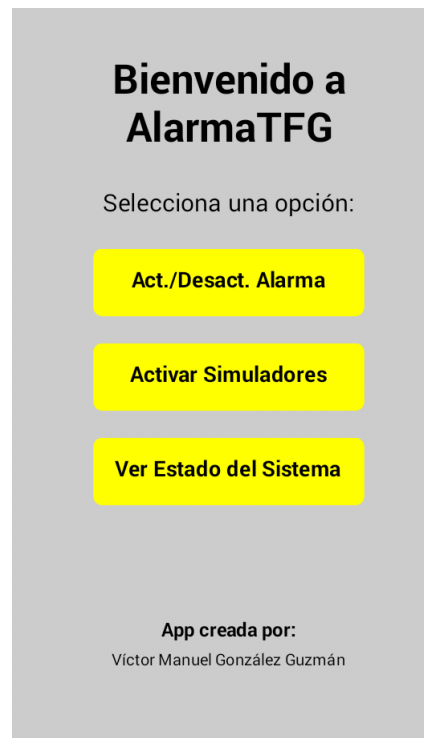 Bienvenido a
AlarmaTFG
Selecciona una opción:
Act./Desact. Alarma
Activar Simuladores
Ver Estado del Sistema
App creada por:
Víctor Manuel González Guzmán